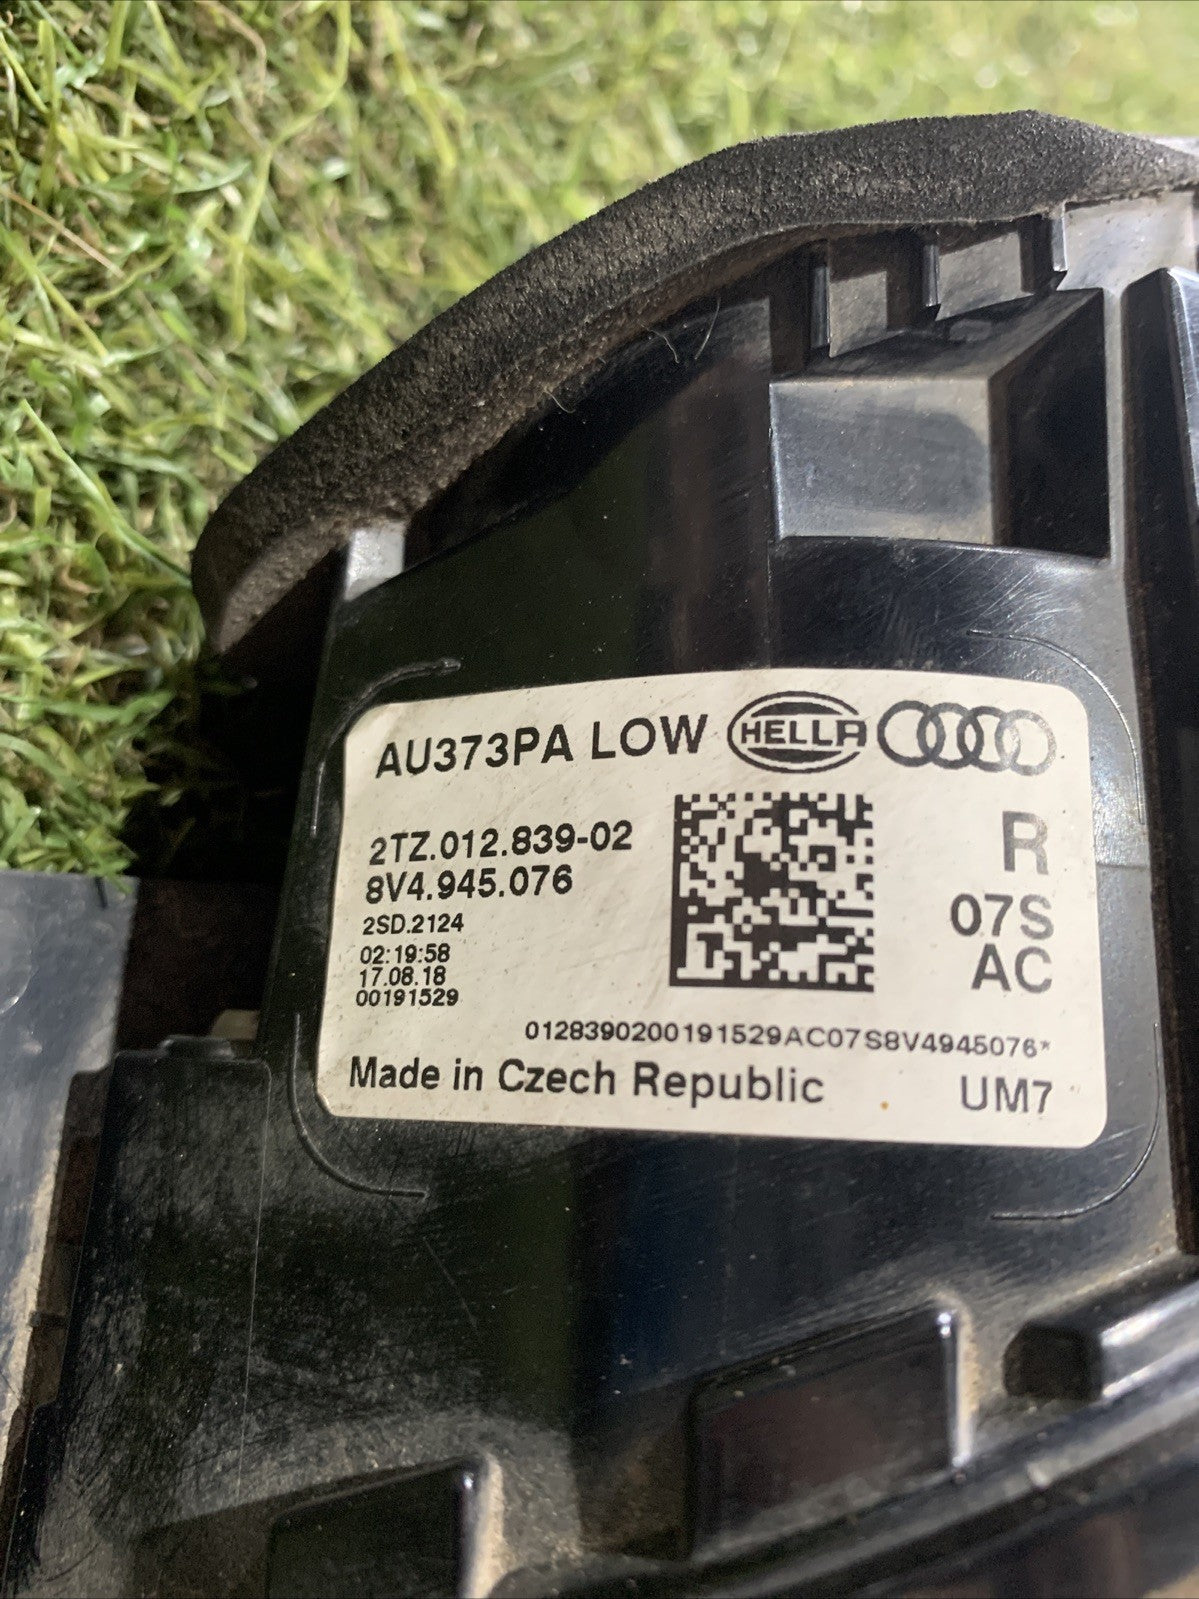 AU373PA LOW HELLA
2TZ.012.839-02
8V4.945.076
2SD.2124
02:19:58
17.08.18
00191529
R
07S
AC
0128390200191529AC07S8V4945076*
Made in Czech Republic
UM7